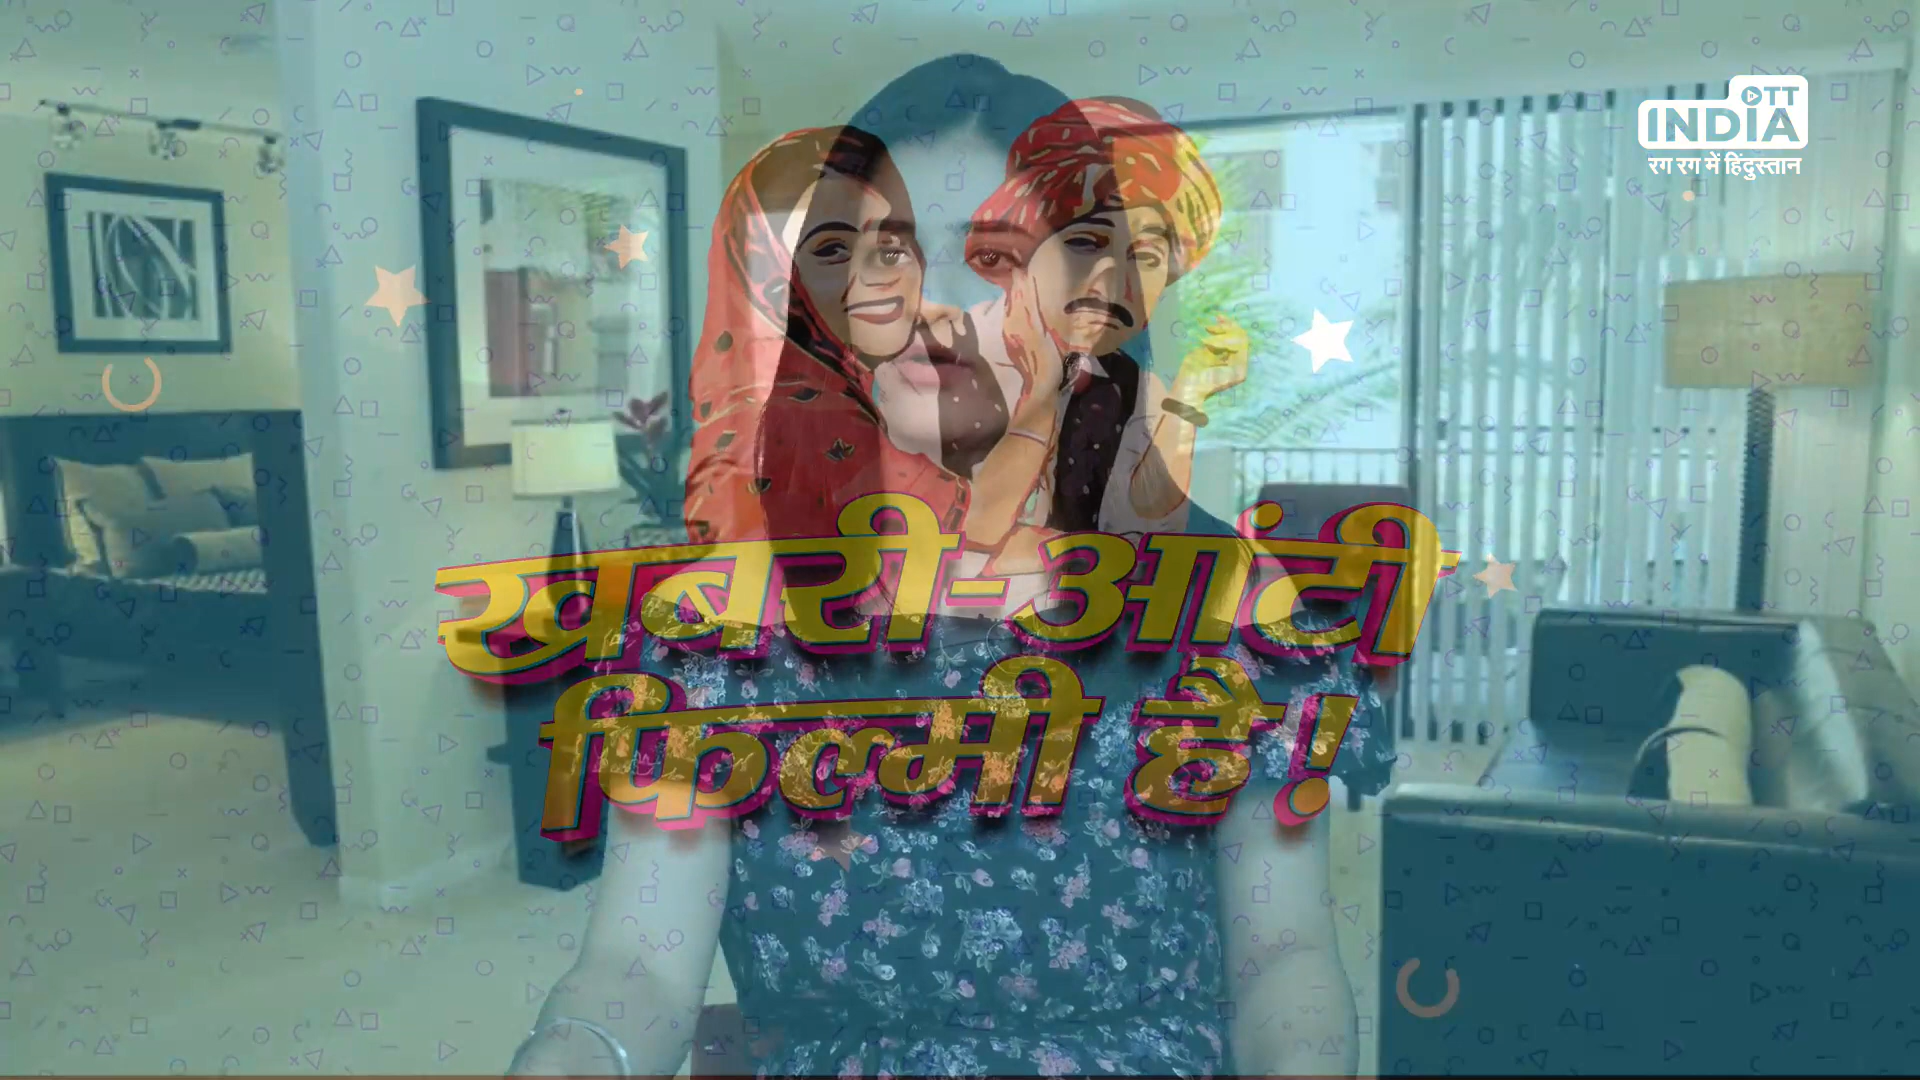 OTT
INDIA
रग रग में हिंदुस्तान
खबरी-आंटी
फिल्मी है!